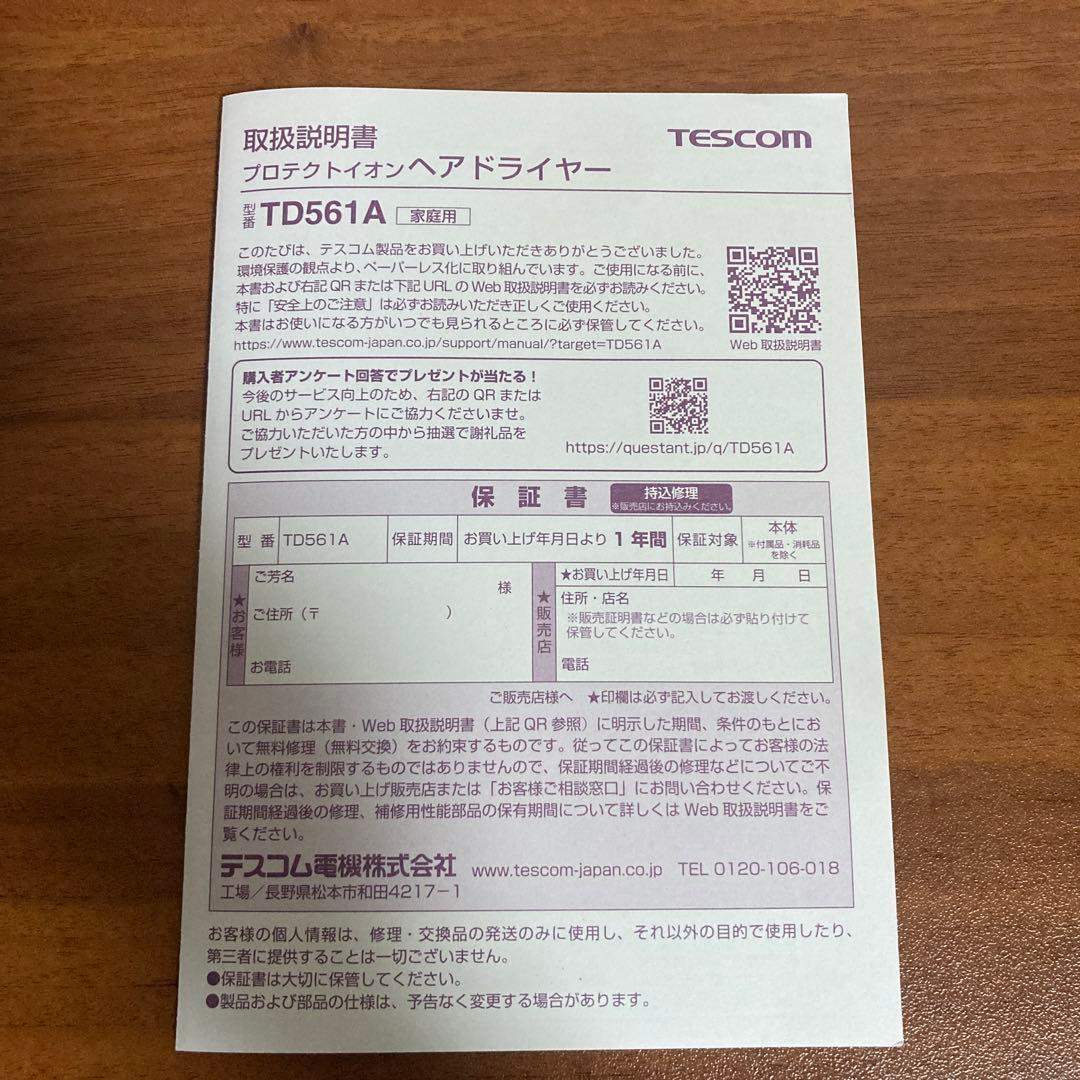 取扱説明書
TESCOM
プロテクトイオン ヘアドライヤー
型番 TD561A 家庭用
このたびは、テスコム製品をお買い上げいただきありがとうございました。
環境保護の観点より、ペーパーレス化に取り組んでいます。ご使用になる前に、
本書および右記 QR または下記 URL の Web 取扱説明書を必ずお読みください。
特に「安全上のご注意」は必ずお読みいただき正しくご使用ください。
本書はお使いになる方がいつでも見られるところに必ず保管してください。
https://www.tescom-japan.co.jp/support/manual/?target=TD561A
Web 取扱説明書
購入者アンケート回答でプレゼントが当たる！
今後のサービス向上のため、右記の QR または
URL からアンケートにご協力くださいませ。
ご協力いただいた方の中から抽選で謝礼品を
プレゼントいたします。
https://questant.jp/q/TD561A
保証書
持込修理
※販売店にお持込みください。
型番 TD561A 保証期間 お買い上げ年月日より 1 年間 保証対象 本体
※付属品・消耗品
を除く
★お客様
ご芳名 様
ご住所（〒 ）
お電話
★販売店
★お買い上げ年月日 年 月 日
住所・店名
※販売証明書などの場合は必ず貼り付けて
保管してください。
電話
ご販売店様へ ★印欄は必ず記入してお渡しください。
この保証書は本書・Web 取扱説明書（上記 QR 参照）に明示した期間、条件のもとにお
いて無料修理（無料交換）をお約束するものです。従ってこの保証書によってお客様の法
律上の権利を制限するものではありませんので、保証期間経過後の修理などについてご不
明の場合は、お買い上げ販売店または「お客様ご相談窓口」にお問い合わせください。保
証期間経過後の修理、補修用性能部品の保有期間について詳しくは Web 取扱説明書をご
覧ください。
テスコム電機株式会社 www.tescom-japan.co.jp TEL 0120-106-018
工場／長野県松本市和田4217－1
お客様の個人情報は、修理・交換品の発送のみに使用し、それ以外の目的で使用したり、
第三者に提供することは一切ございません。
●保証書は大切に保管してください。
●製品および部品の仕様は、予告なく変更する場合があります。